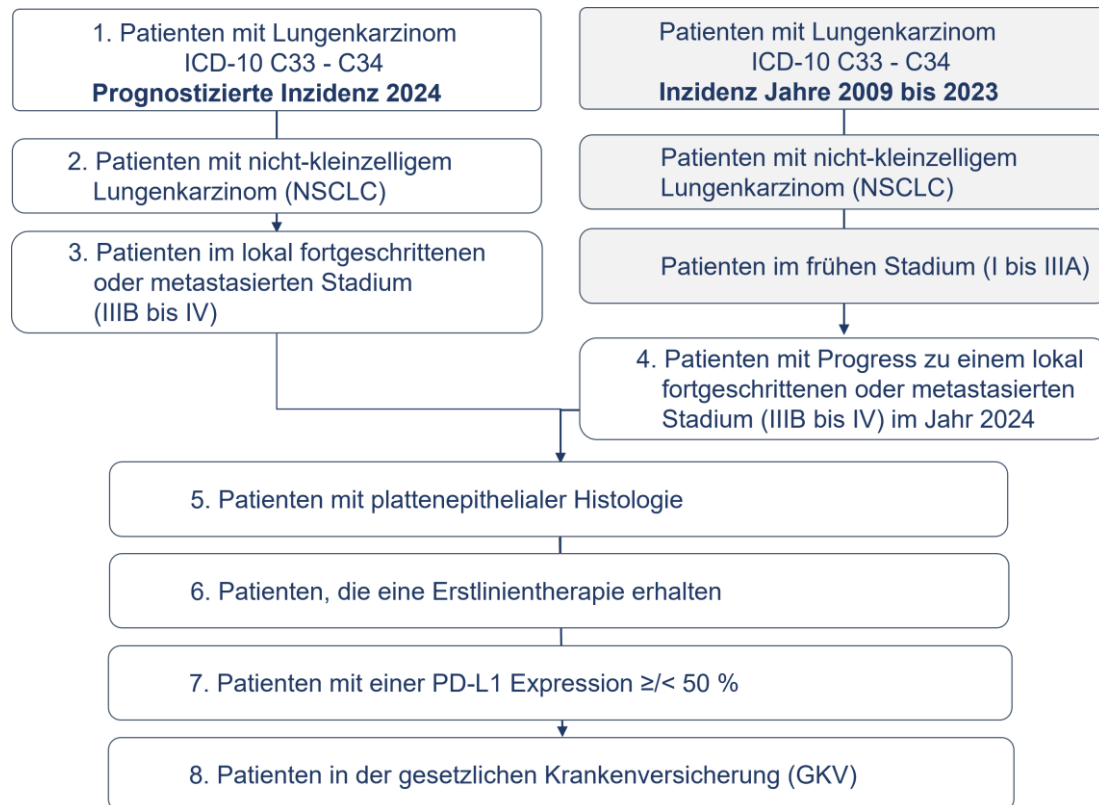 1. Patienten mit Lungenkarzinom
ICD-10 C33 - C34
Prognostizierte Inzidenz 2024
Patienten mit Lungenkarzinom
ICD-10 C33 - C34
Inzidenz Jahre 2009 bis 2023
2. Patienten mit nicht-kleinzelligem
Lungenkarzinom (NSCLC)
Patienten mit nicht-kleinzelligem
Lungenkarzinom (NSCLC)
3. Patienten im lokal fortgeschrittenen
oder metastasierten Stadium
(IIIB bis IV)
Patienten im frühen Stadium (I bis IIIA)
4. Patienten mit Progress zu einem lokal
fortgeschrittenen oder metastasierten
Stadium (IIIB bis IV) im Jahr 2024
5. Patienten mit plattenepithelialer Histologie
6. Patienten, die eine Erstlinientherapie erhalten
7. Patienten mit einer PD-L1 Expression ≥/< 50 %
8. Patienten in der gesetzlichen Krankenversicherung (GKV)